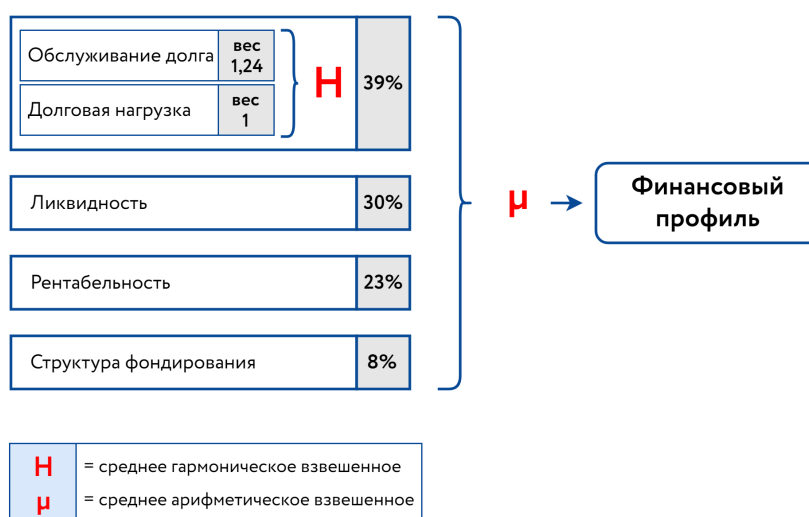 Обслуживание долга
вес
1,24
Долговая нагрузка
вес
1
H
39%
Ликвидность
30%
Рентабельность
23%
Структура фондирования
8%
μ
Финансовый
профиль
H = среднее гармоническое взвешенное
μ = среднее арифметическое взвешенное